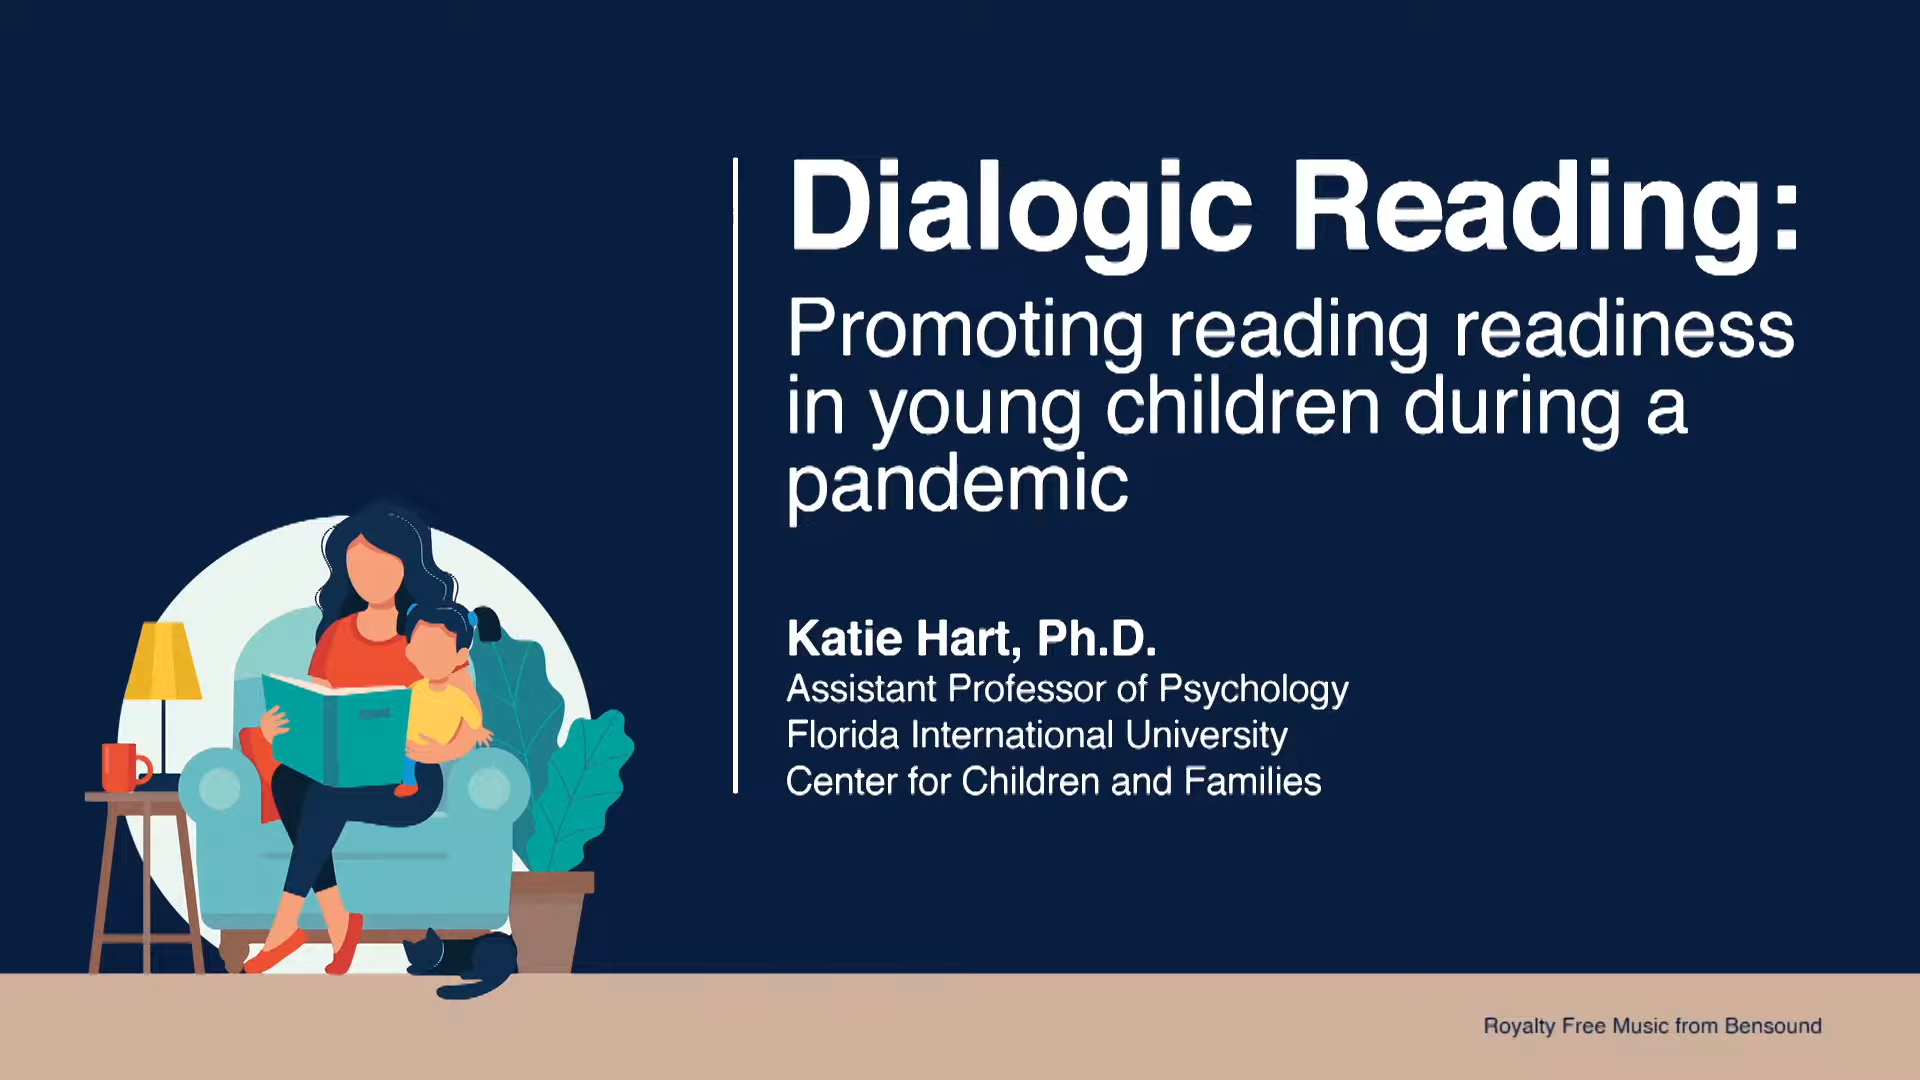 Dialogic Reading:
Promoting reading readiness
in young children during a
pandemic
Katie Hart, Ph.D.
Assistant Professor of Psychology
Florida International University
Center for Children and Families
Royalty Free Music from Bensound